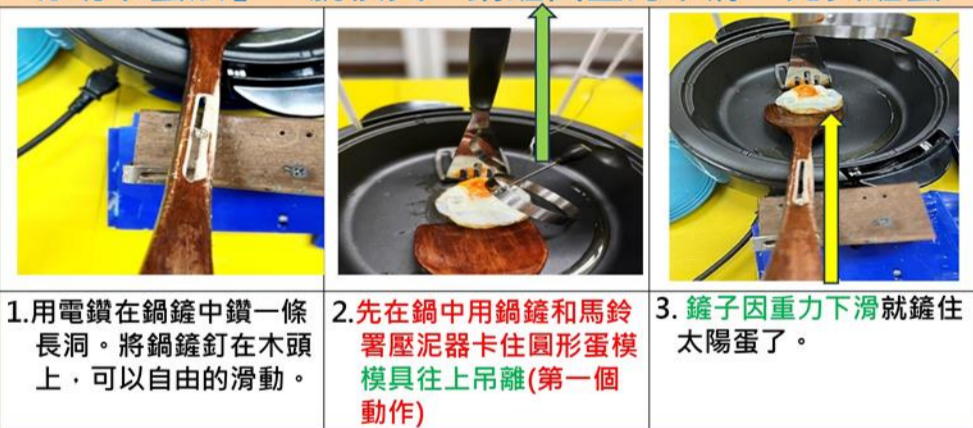 1.用電鑽在鍋鏟中鑽一條
長洞。將鍋鏟釘在木頭
上，可以自由的滑動。
2.先在鍋中用鍋鏟和馬鈴
署壓泥器卡住圓形蛋模
模具往上吊離(第一個
動作)
3. 鏟子因重力下滑就鏟住
太陽蛋了。